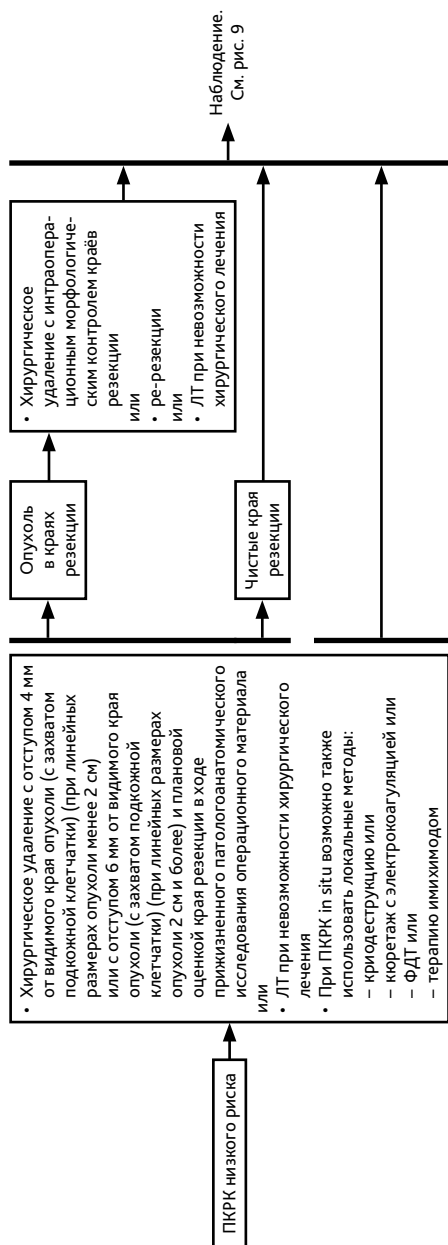 ПКРК низкого риска
• Хирургическое удаление с отступом 4 мм
от видимого края опухоли (с захватом
подкожной клетчатки) (при линейных
размерах опухоли менее 2 см)
или с отступом 6 мм от видимого края
опухоли (с захватом подкожной
клетчатки) (при линейных размерах
опухоли 2 см и более) и плановой
оценкой края резекции в ходе
прижизненного патологоанатомического
исследования операционного материала
или
• ЛТ при невозможности хирургического
лечения
• При ПКРК in situ возможно также
использовать локальные методы:
– криодеструкцию или
– кюретаж с электрокоагуляцией или
– ФДТ или
– терапию имихимодом
Опухоль
в краях
резекции
• Хирургическое
удаление с интраопера-
ционным морфологиче-
ским контролем краёв
резекции
или
• ре-резекции
или
• ЛТ при невозможности
хирургического лечения
Чистые края
резекции
Наблюдение.
См. рис. 9